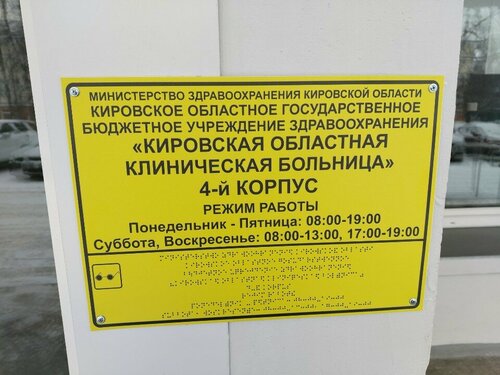 МИНИСТЕРСТВО ЗДРАВООХРАНЕНИЯ КИРОВСКОЙ ОБЛАСТИ
КИРОВСКОЕ ОБЛАСТНОЕ ГОСУДАРСТВЕННОЕ
БЮДЖЕТНОЕ УЧРЕЖДЕНИЕ ЗДРАВООХРАНЕНИЯ
«КИРОВСКАЯ ОБЛАСТНАЯ
КЛИНИЧЕСКАЯ БОЛЬНИЦА»
4-й КОРПУС
РЕЖИМ РАБОТЫ
Понедельник - Пятница: 08:00-19:00
Суббота, Воскресенье: 08:00-13:00, 17:00-19:00